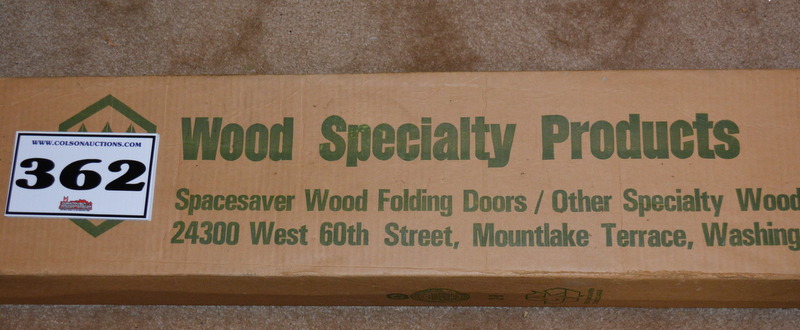 WWW.COLSONAUCTIONS.COM
362
Wood Specialty Products
Spacesaver Wood Folding Doors / Other Specialty Wood
24300 West 60th Street, Mountlake Terrace, Washing